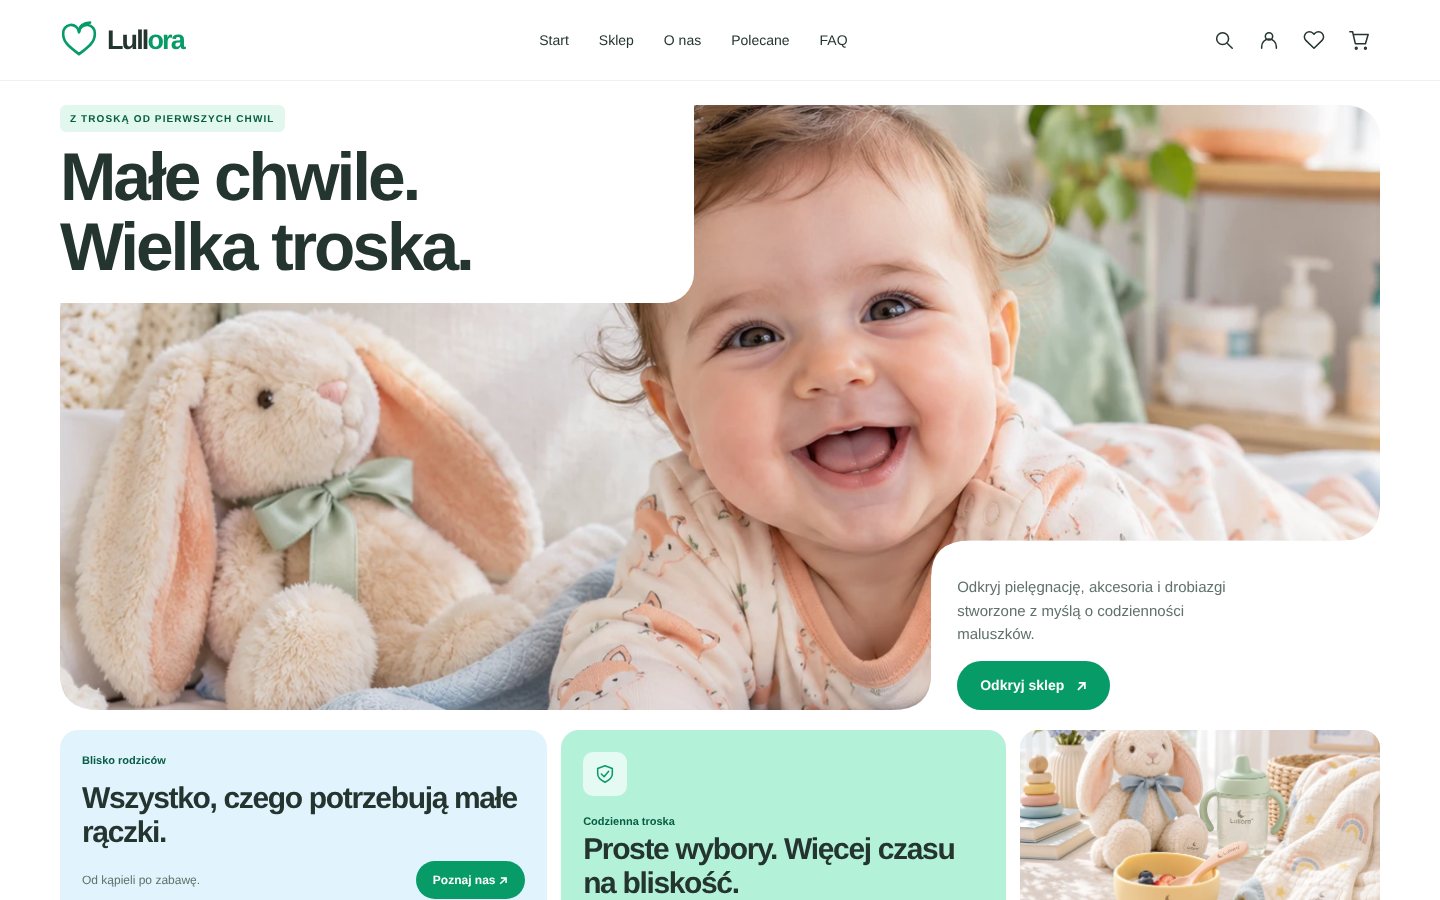 Lullora
Start
Sklep
O nas
Polecane
FAQ
Z TROSKĄ OD PIERWSZYCH CHWIL
Małe chwile.
Wielka troska.
Odkryj pielęgnację, akcesoria i drobiazgi
stworzone z myślą o codzienności
maluszków.
Odkryj sklep
Blisko rodziców
Wszystko, czego potrzebują małe
rączki.
Od kąpieli po zabawę.
Poznaj nas
Codzienna troska
Proste wybory. Więcej czasu
na bliskość.
Lullora